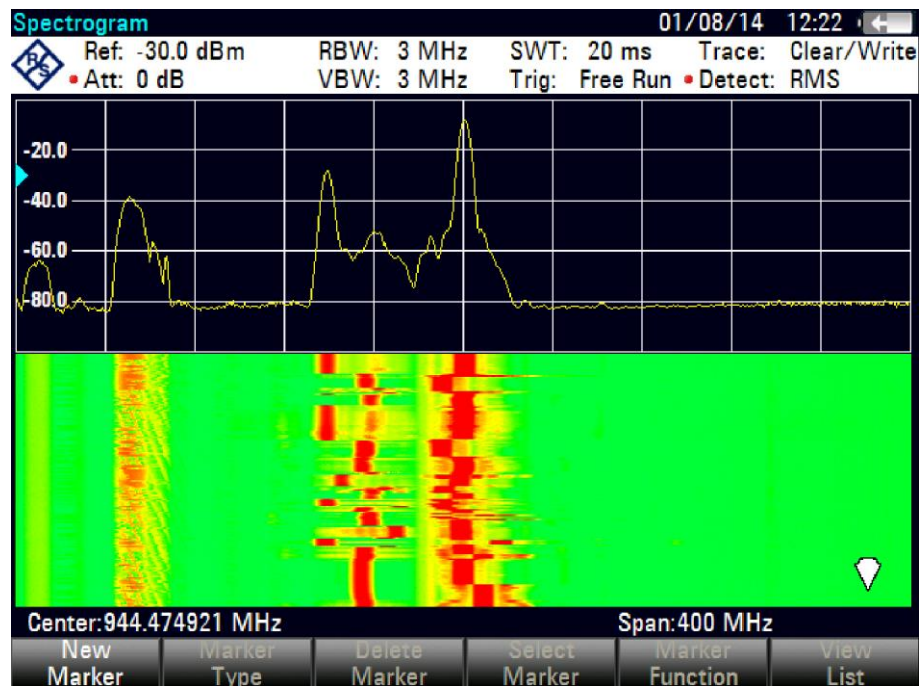 Spectrogram 01/08/14 12:22
R&S Ref: -30.0 dBm RBW: 3 MHz SWT: 20 ms Trace: Clear/Write
Att: 0 dB VBW: 3 MHz Trig: Free Run Detect: RMS
-20.0
-40.0
-60.0
-80.0
Center:944.474921 MHz Span:400 MHz
New Marker Delete Select Marker View
Marker Type Marker Marker Function List